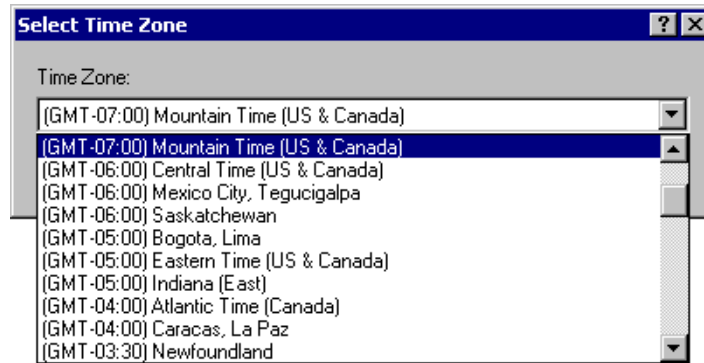 Select Time Zone
Time Zone:
(GMT-07:00) Mountain Time (US & Canada)
(GMT-07:00) Mountain Time (US & Canada)
(GMT-06:00) Central Time (US & Canada)
(GMT-06:00) Mexico City, Tegucigalpa
(GMT-06:00) Saskatchewan
(GMT-05:00) Bogota, Lima
(GMT-05:00) Eastern Time (US & Canada)
(GMT-05:00) Indiana (East)
(GMT-04:00) Atlantic Time (Canada)
(GMT-04:00) Caracas, La Paz
(GMT-03:30) Newfoundland